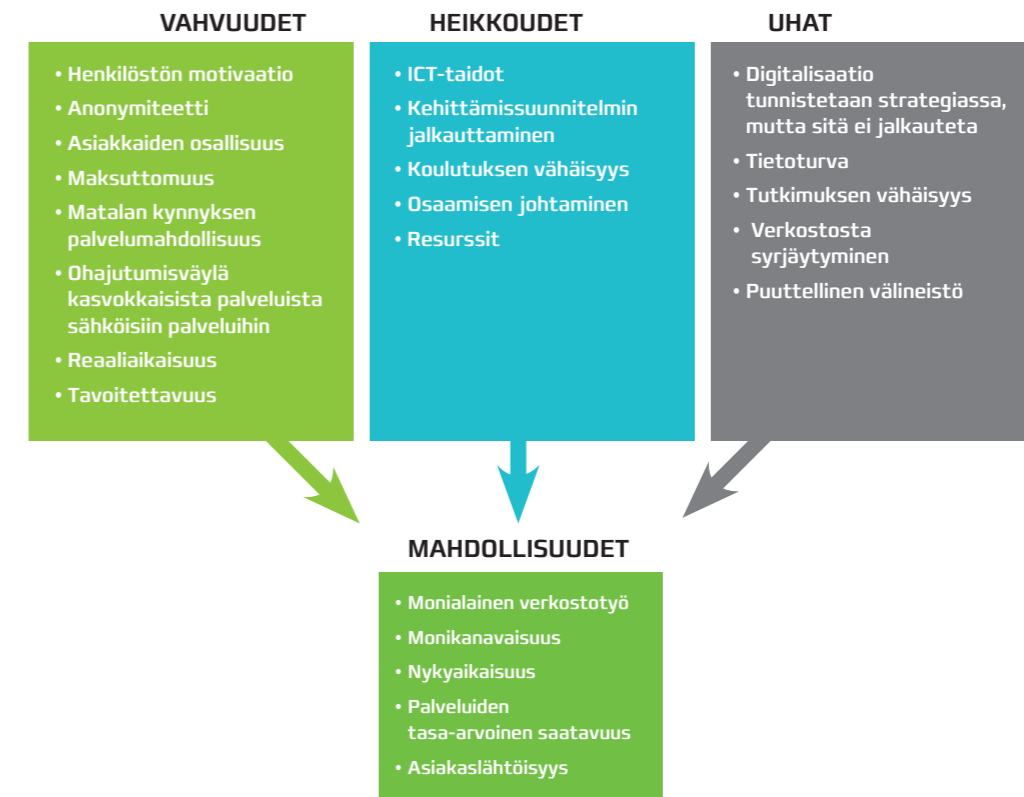 VAHVUUDET
• Henkilöstön motivaatio
• Anonymiteetti
• Asiakkaiden osallisuus
• Maksuttomuus
• Matalan kynnyksen
palvelumahdollisuus
• Ohajutumisväylä
kasvokkaisista palveluista
sähköisiin palveluihin
• Reaaliaikaisuus
• Tavoitettavuus
HEIKKOUDET
• ICT-taidot
• Kehittämissuunnitelmin
jalkauttaminen
• Koulutuksen vähäisyys
• Osaamisen johtaminen
• Resurssit
UHAT
• Digitalisaatio
tunnistetaan strategiassa,
mutta sitä ei jalkauteta
• Tietoturva
• Tutkimuksen vähäisyys
• Verkostosta
syrjäytyminen
• Puuttellinen välineistö
MAHDOLLISUUDET
• Monialainen verkostotyö
• Monikanavaisuus
• Nykyaikaisuus
• Palveluiden
tasa-arvoinen saatavuus
• Asiakaslähtöisyys